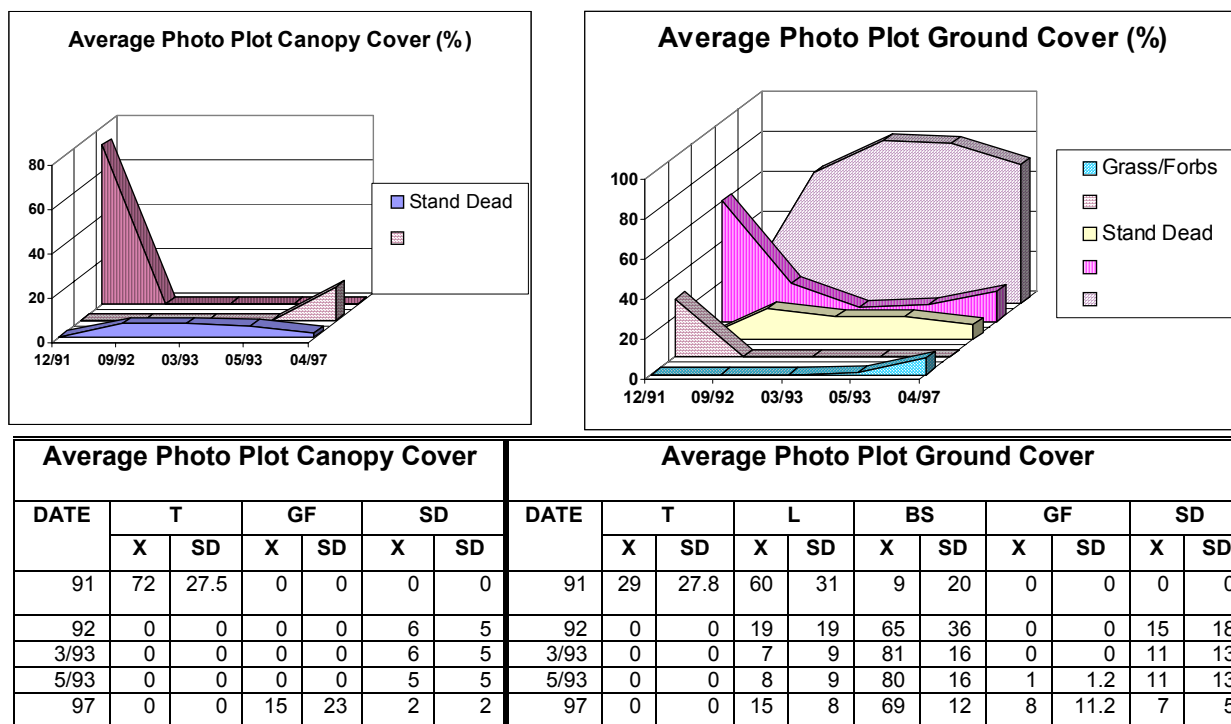 Average Photo Plot Canopy Cover (%)
80
60
40
20
0
12/91 09/92 03/93 05/93 04/97
Stand Dead
Average Photo Plot Ground Cover (%)
100
80
60
40
20
0
12/91 09/92 03/93 05/93 04/97
Grass/Forbs
Stand Dead
Average Photo Plot Canopy Cover
DATE T GF SD
X SD X SD X SD
91 72 27.5 0 0 0 0
92 0 0 0 0 6 5
3/93 0 0 0 0 6 5
5/93 0 0 0 0 5 5
97 0 0 15 23 2 2
Average Photo Plot Ground Cover
DATE T L BS GF SD
X SD X SD X SD X SD X SD
91 29 27.8 60 31 9 20 0 0 0 0
92 0 0 19 19 65 36 0 0 15 18
3/93 0 0 7 9 81 16 0 0 11 13
5/93 0 0 8 9 80 16 1 1.2 11 13
97 0 0 15 8 69 12 8 11.2 7 5